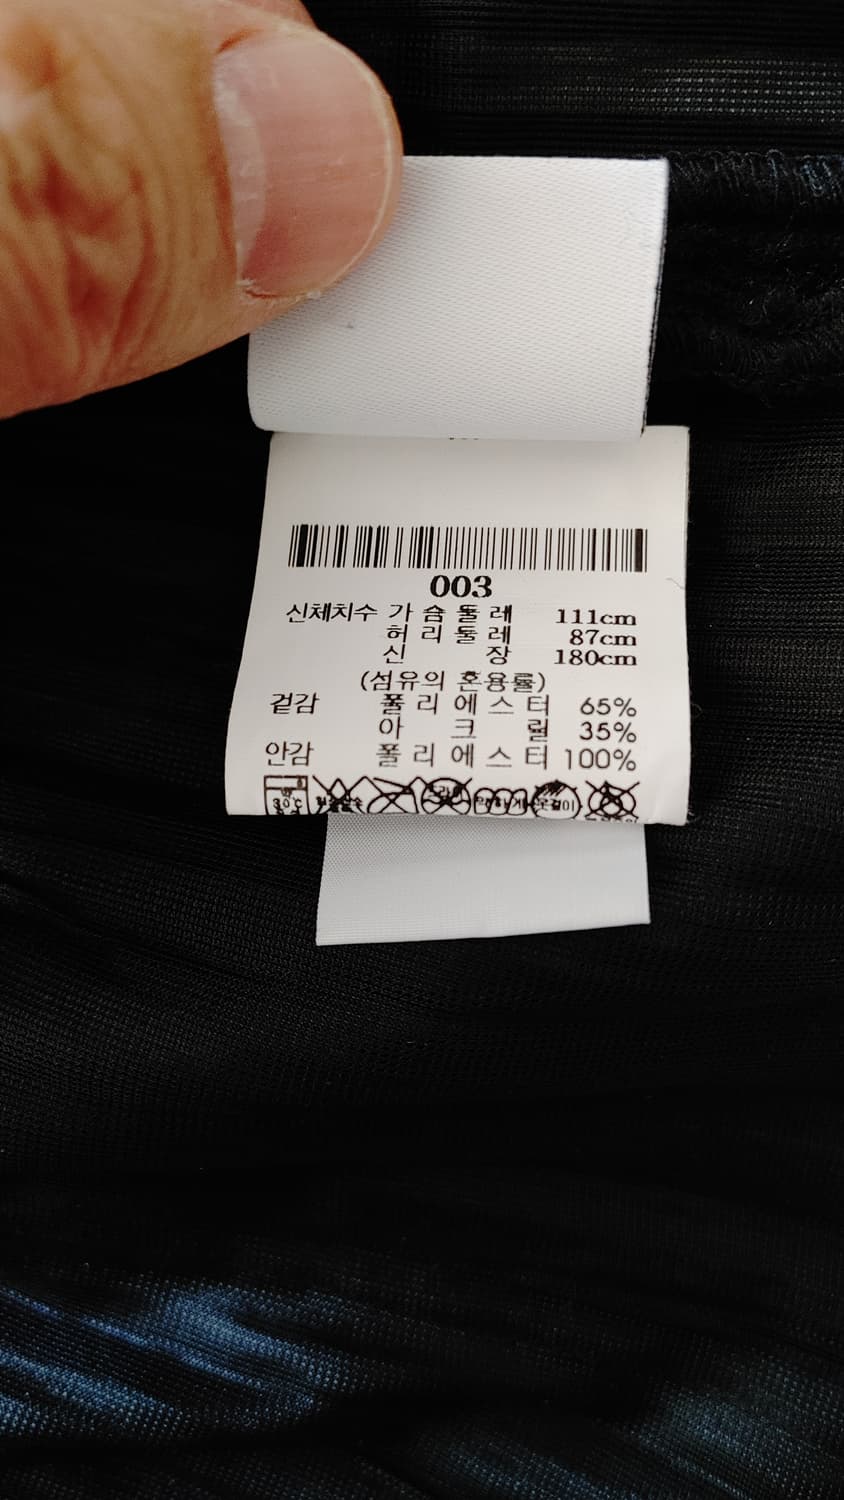 003
신체치수 가슴둘레 111cm
허리둘레 87cm
신장 180cm
(섬유의 혼용률)
겉감 폴리에스터 65%
아크릴 35%
안감 폴리에스터 100%